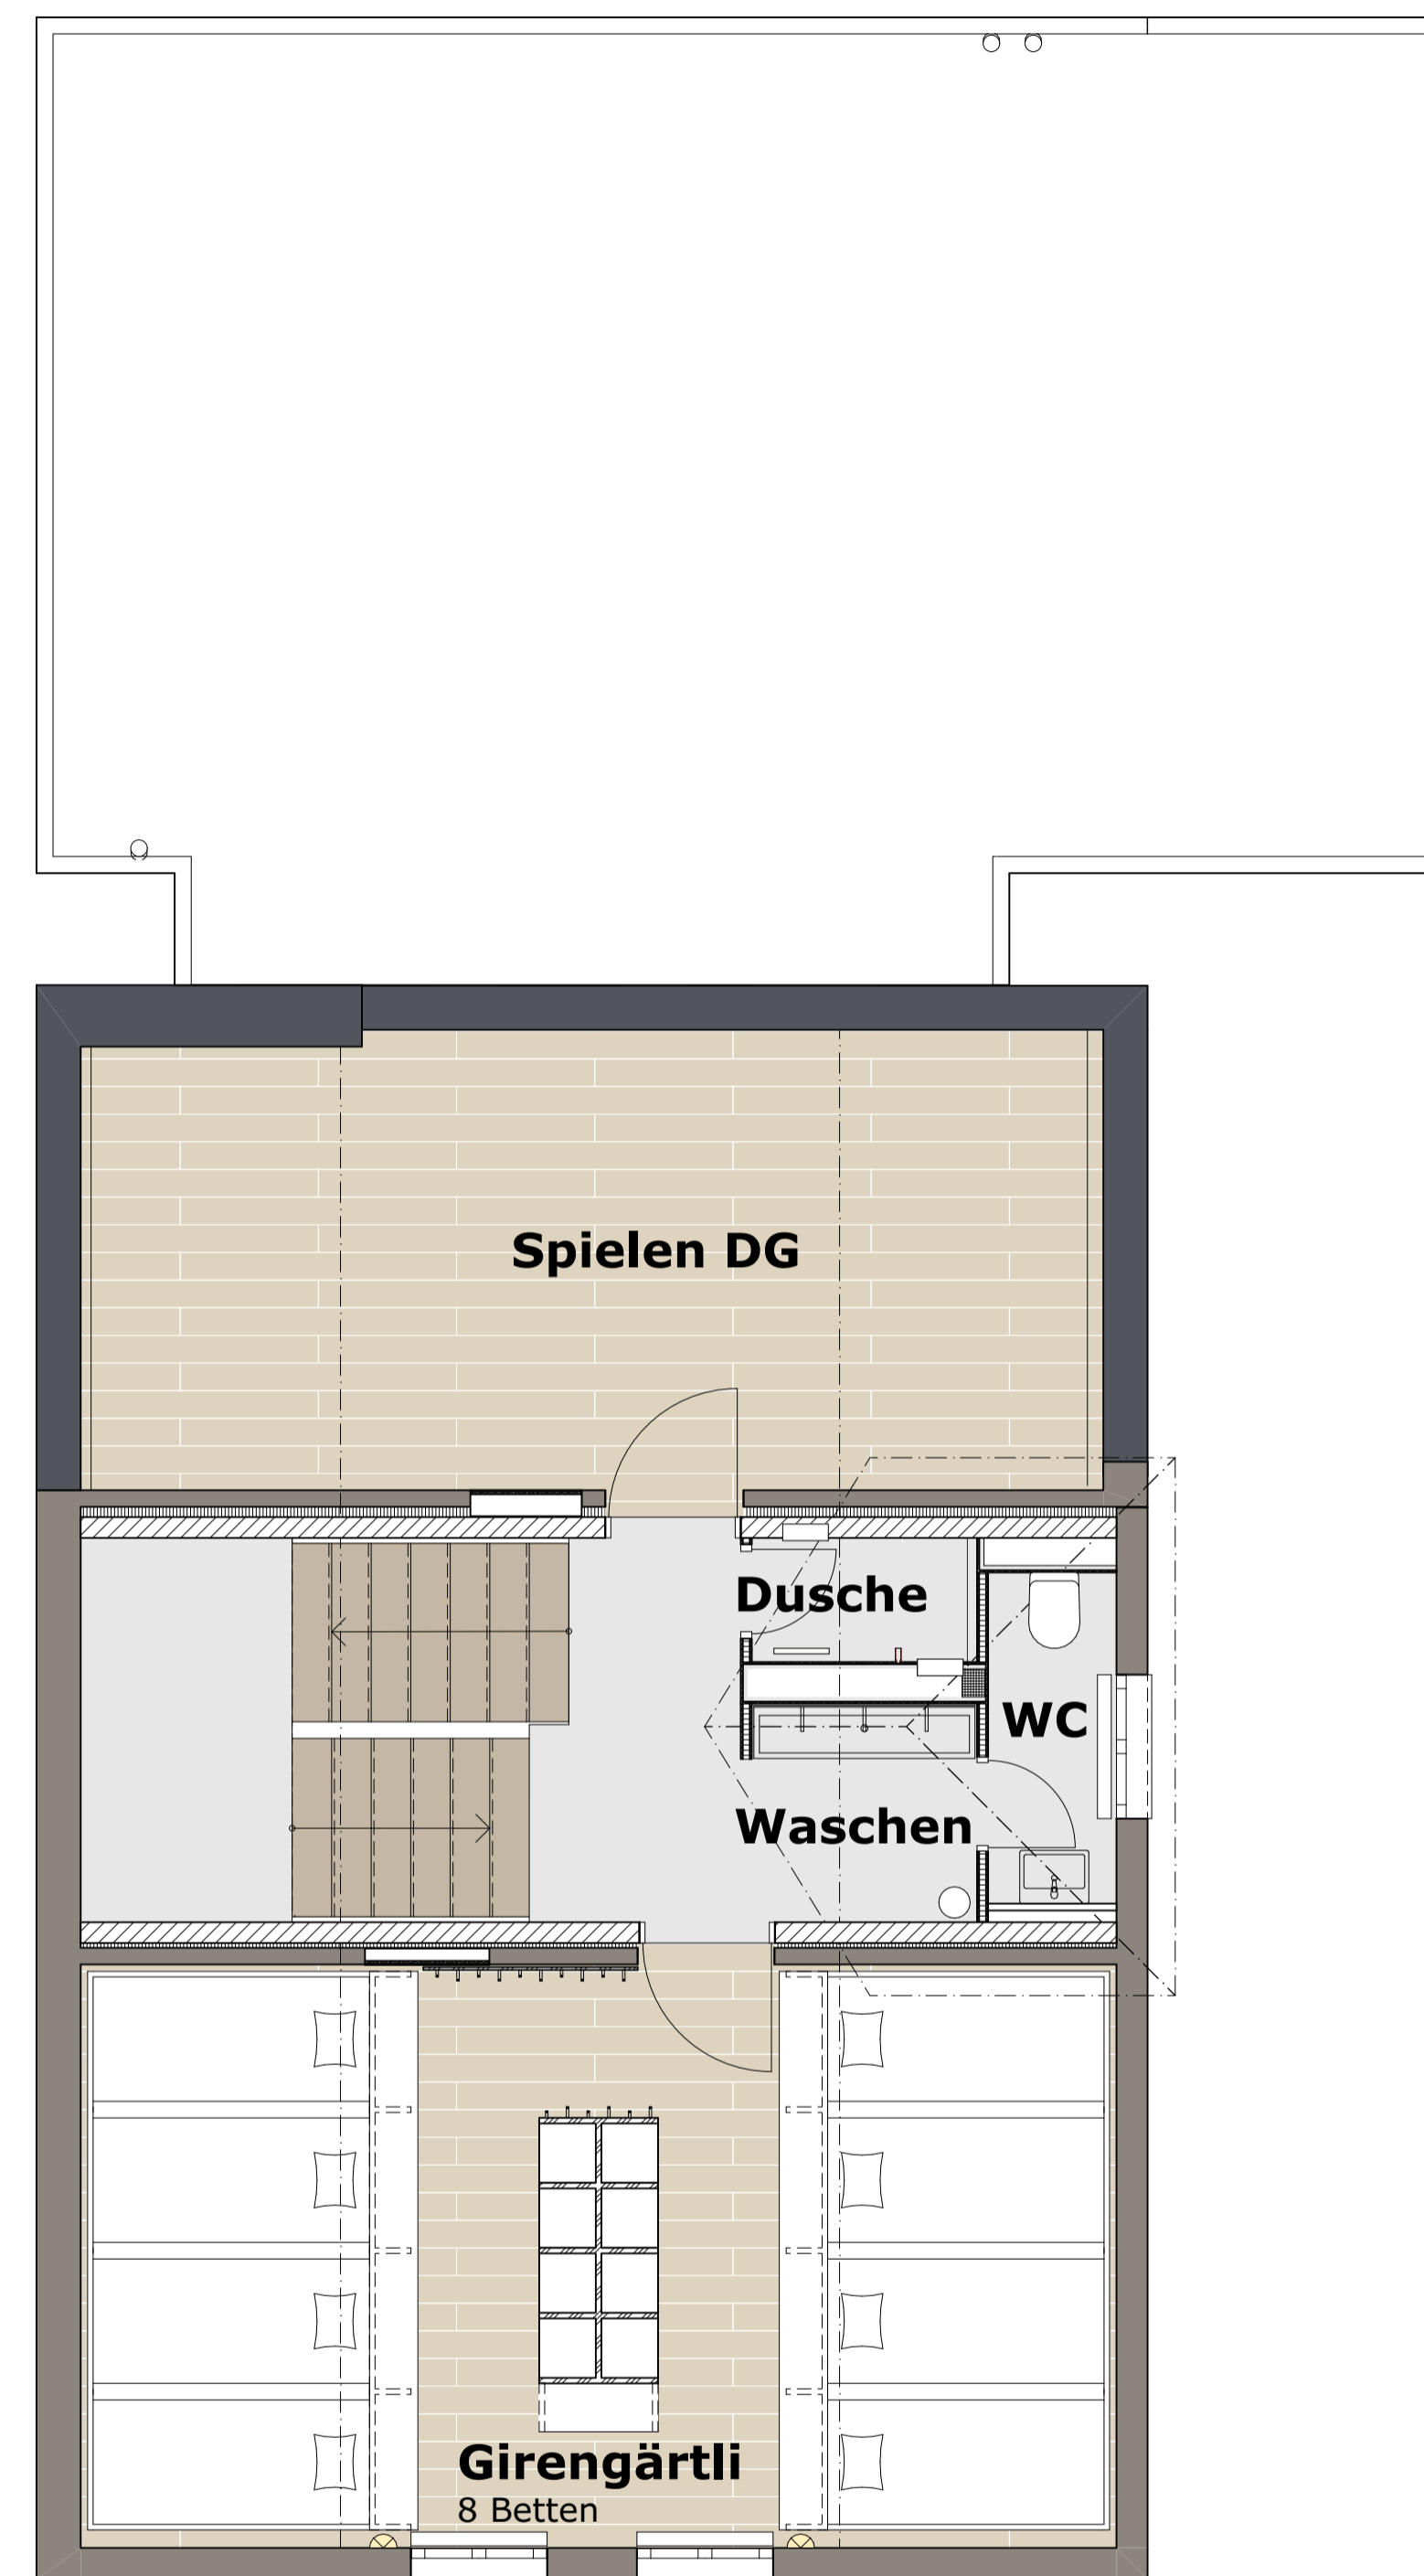 Spielen DG
Dusche
WC
Waschen
Girengärtli
8 Betten